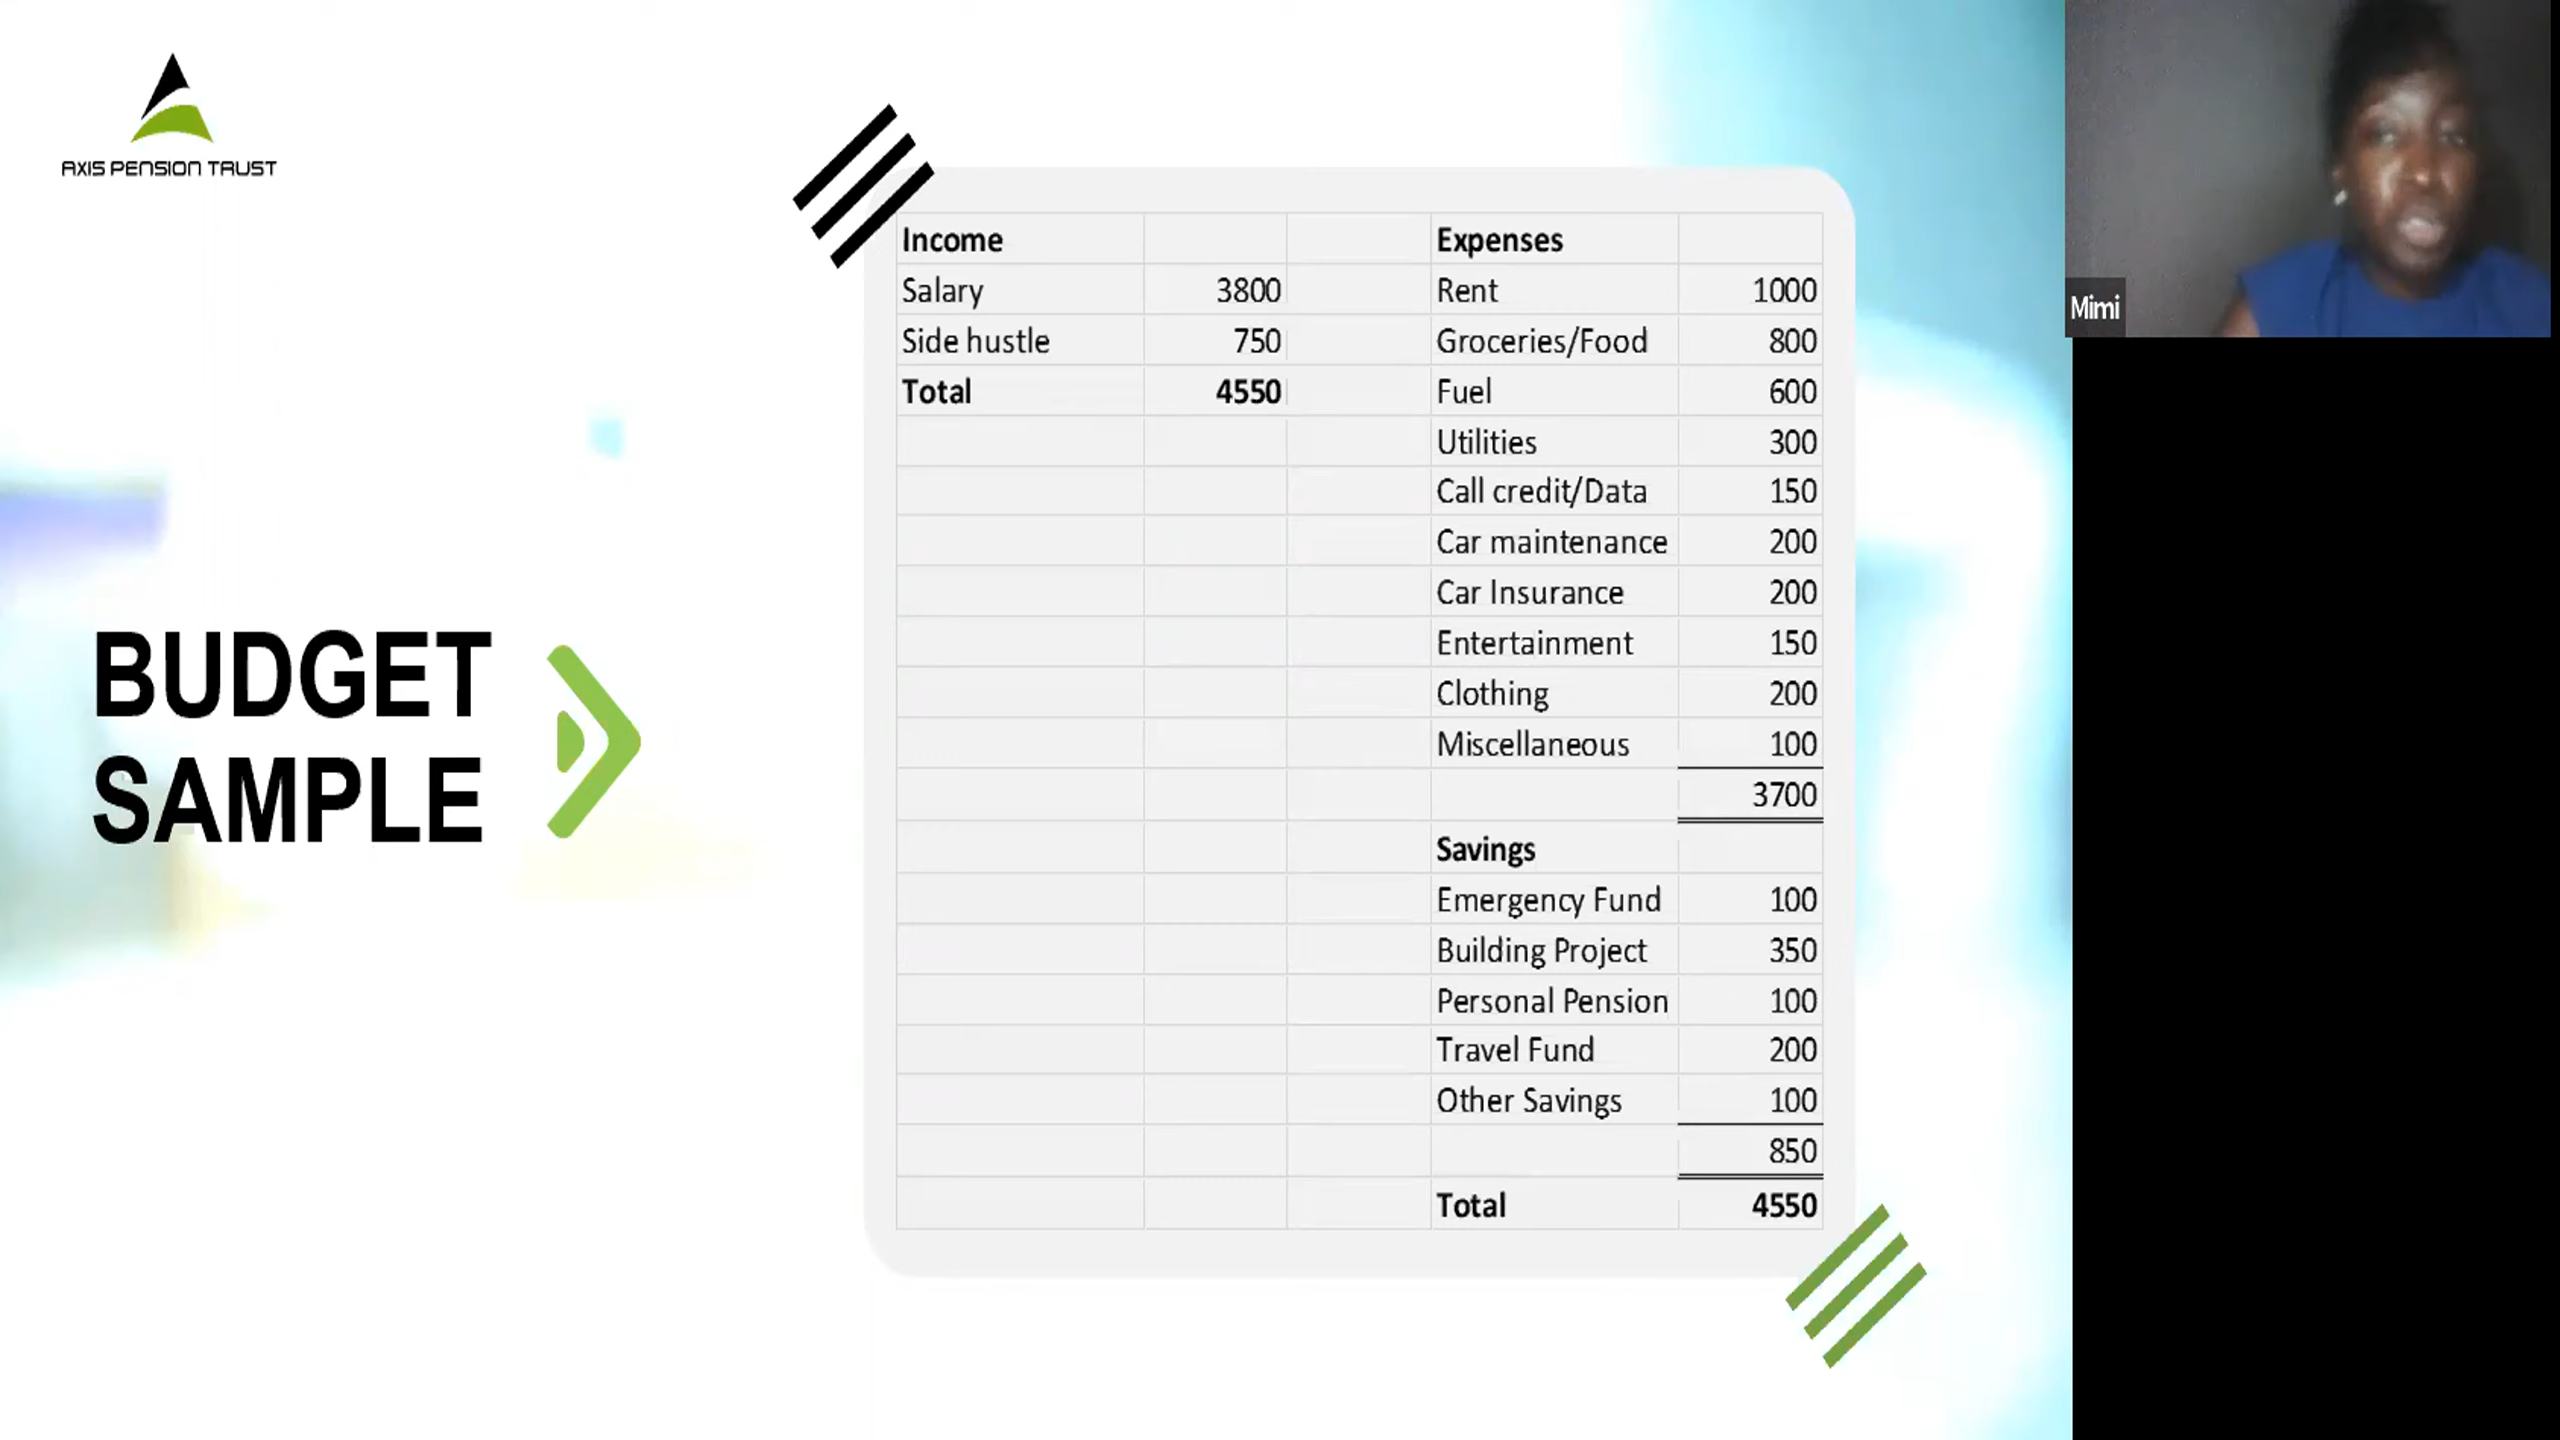 AXIS PENSION TRUST
BUDGET
SAMPLE
Income Expenses
Salary 3800 Rent 1000
Side hustle 750 Groceries/Food 800
Total 4550 Fuel 600
Utilities 300
Call credit/Data 150
Car maintenance 200
Car Insurance 200
Entertainment 150
Clothing 200
Miscellaneous 100
3700
Savings
Emergency Fund 100
Building Project 350
Personal Pension 100
Travel Fund 200
Other Savings 100
850
Total 4550
Mimi